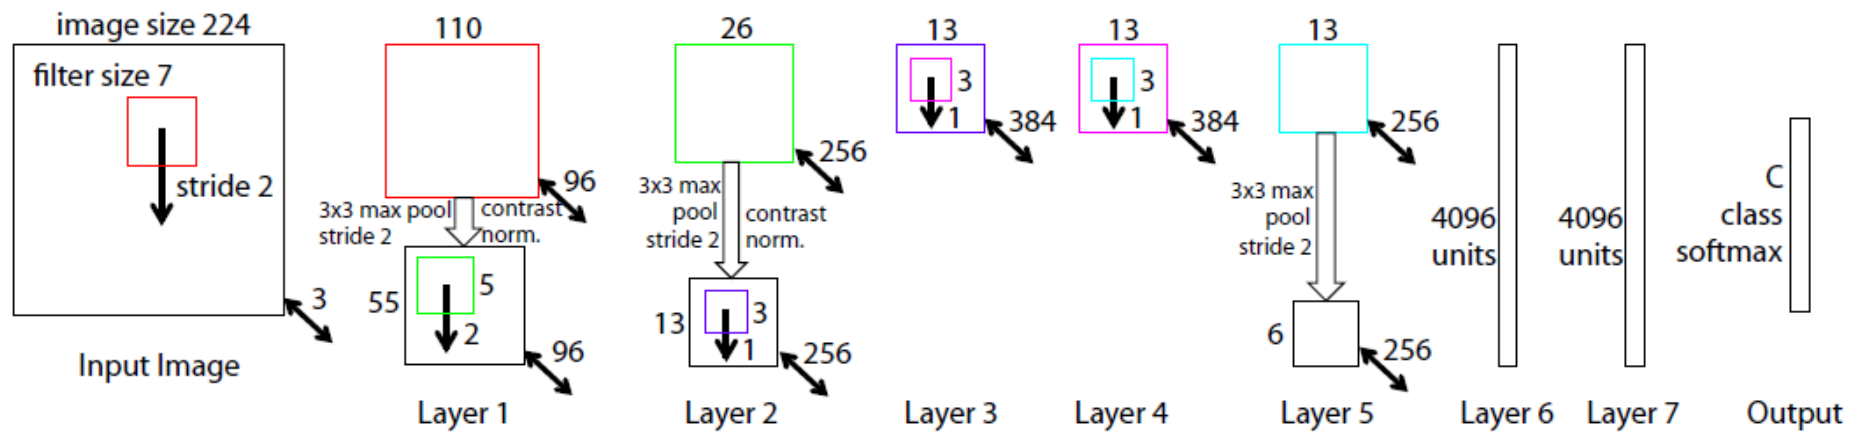 image size 224
filter size 7
stride 2
3
Input Image
110
96
3x3 max pool
stride 2
contrast
norm.
55
5
2
96
Layer 1
26
256
3x3 max
pool
stride 2
contrast
norm.
13
3
1
256
Layer 2
13
3
1
384
Layer 3
13
3
1
384
Layer 4
13
256
3x3 max
pool
stride 2
6
256
Layer 5
4096
units
Layer 6
4096
units
Layer 7
C
class
softmax
Output